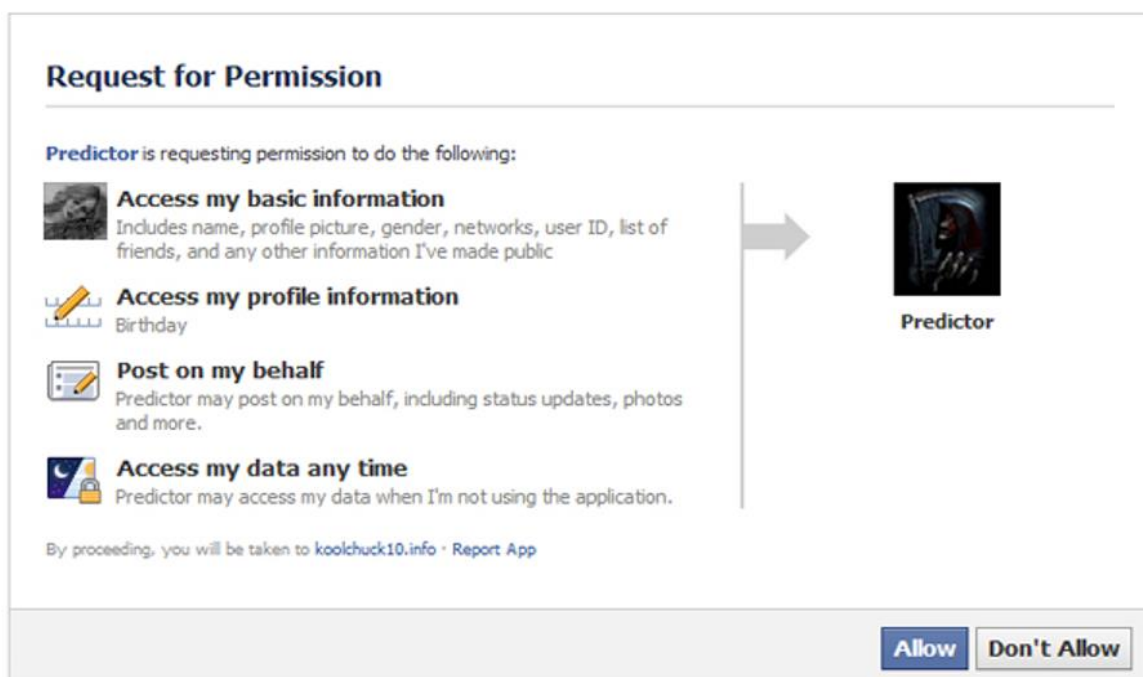 Request for Permission
Predictor is requesting permission to do the following:
Access my basic information
Includes name, profile picture, gender, networks, user ID, list of
friends, and any other information I've made public
Access my profile information
Birthday
Post on my behalf
Predictor may post on my behalf, including status updates, photos
and more.
Access my data any time
Predictor may access my data when I'm not using the application.
Predictor
By proceeding, you will be taken to koolchuck10.info · Report App
Allow Don't Allow